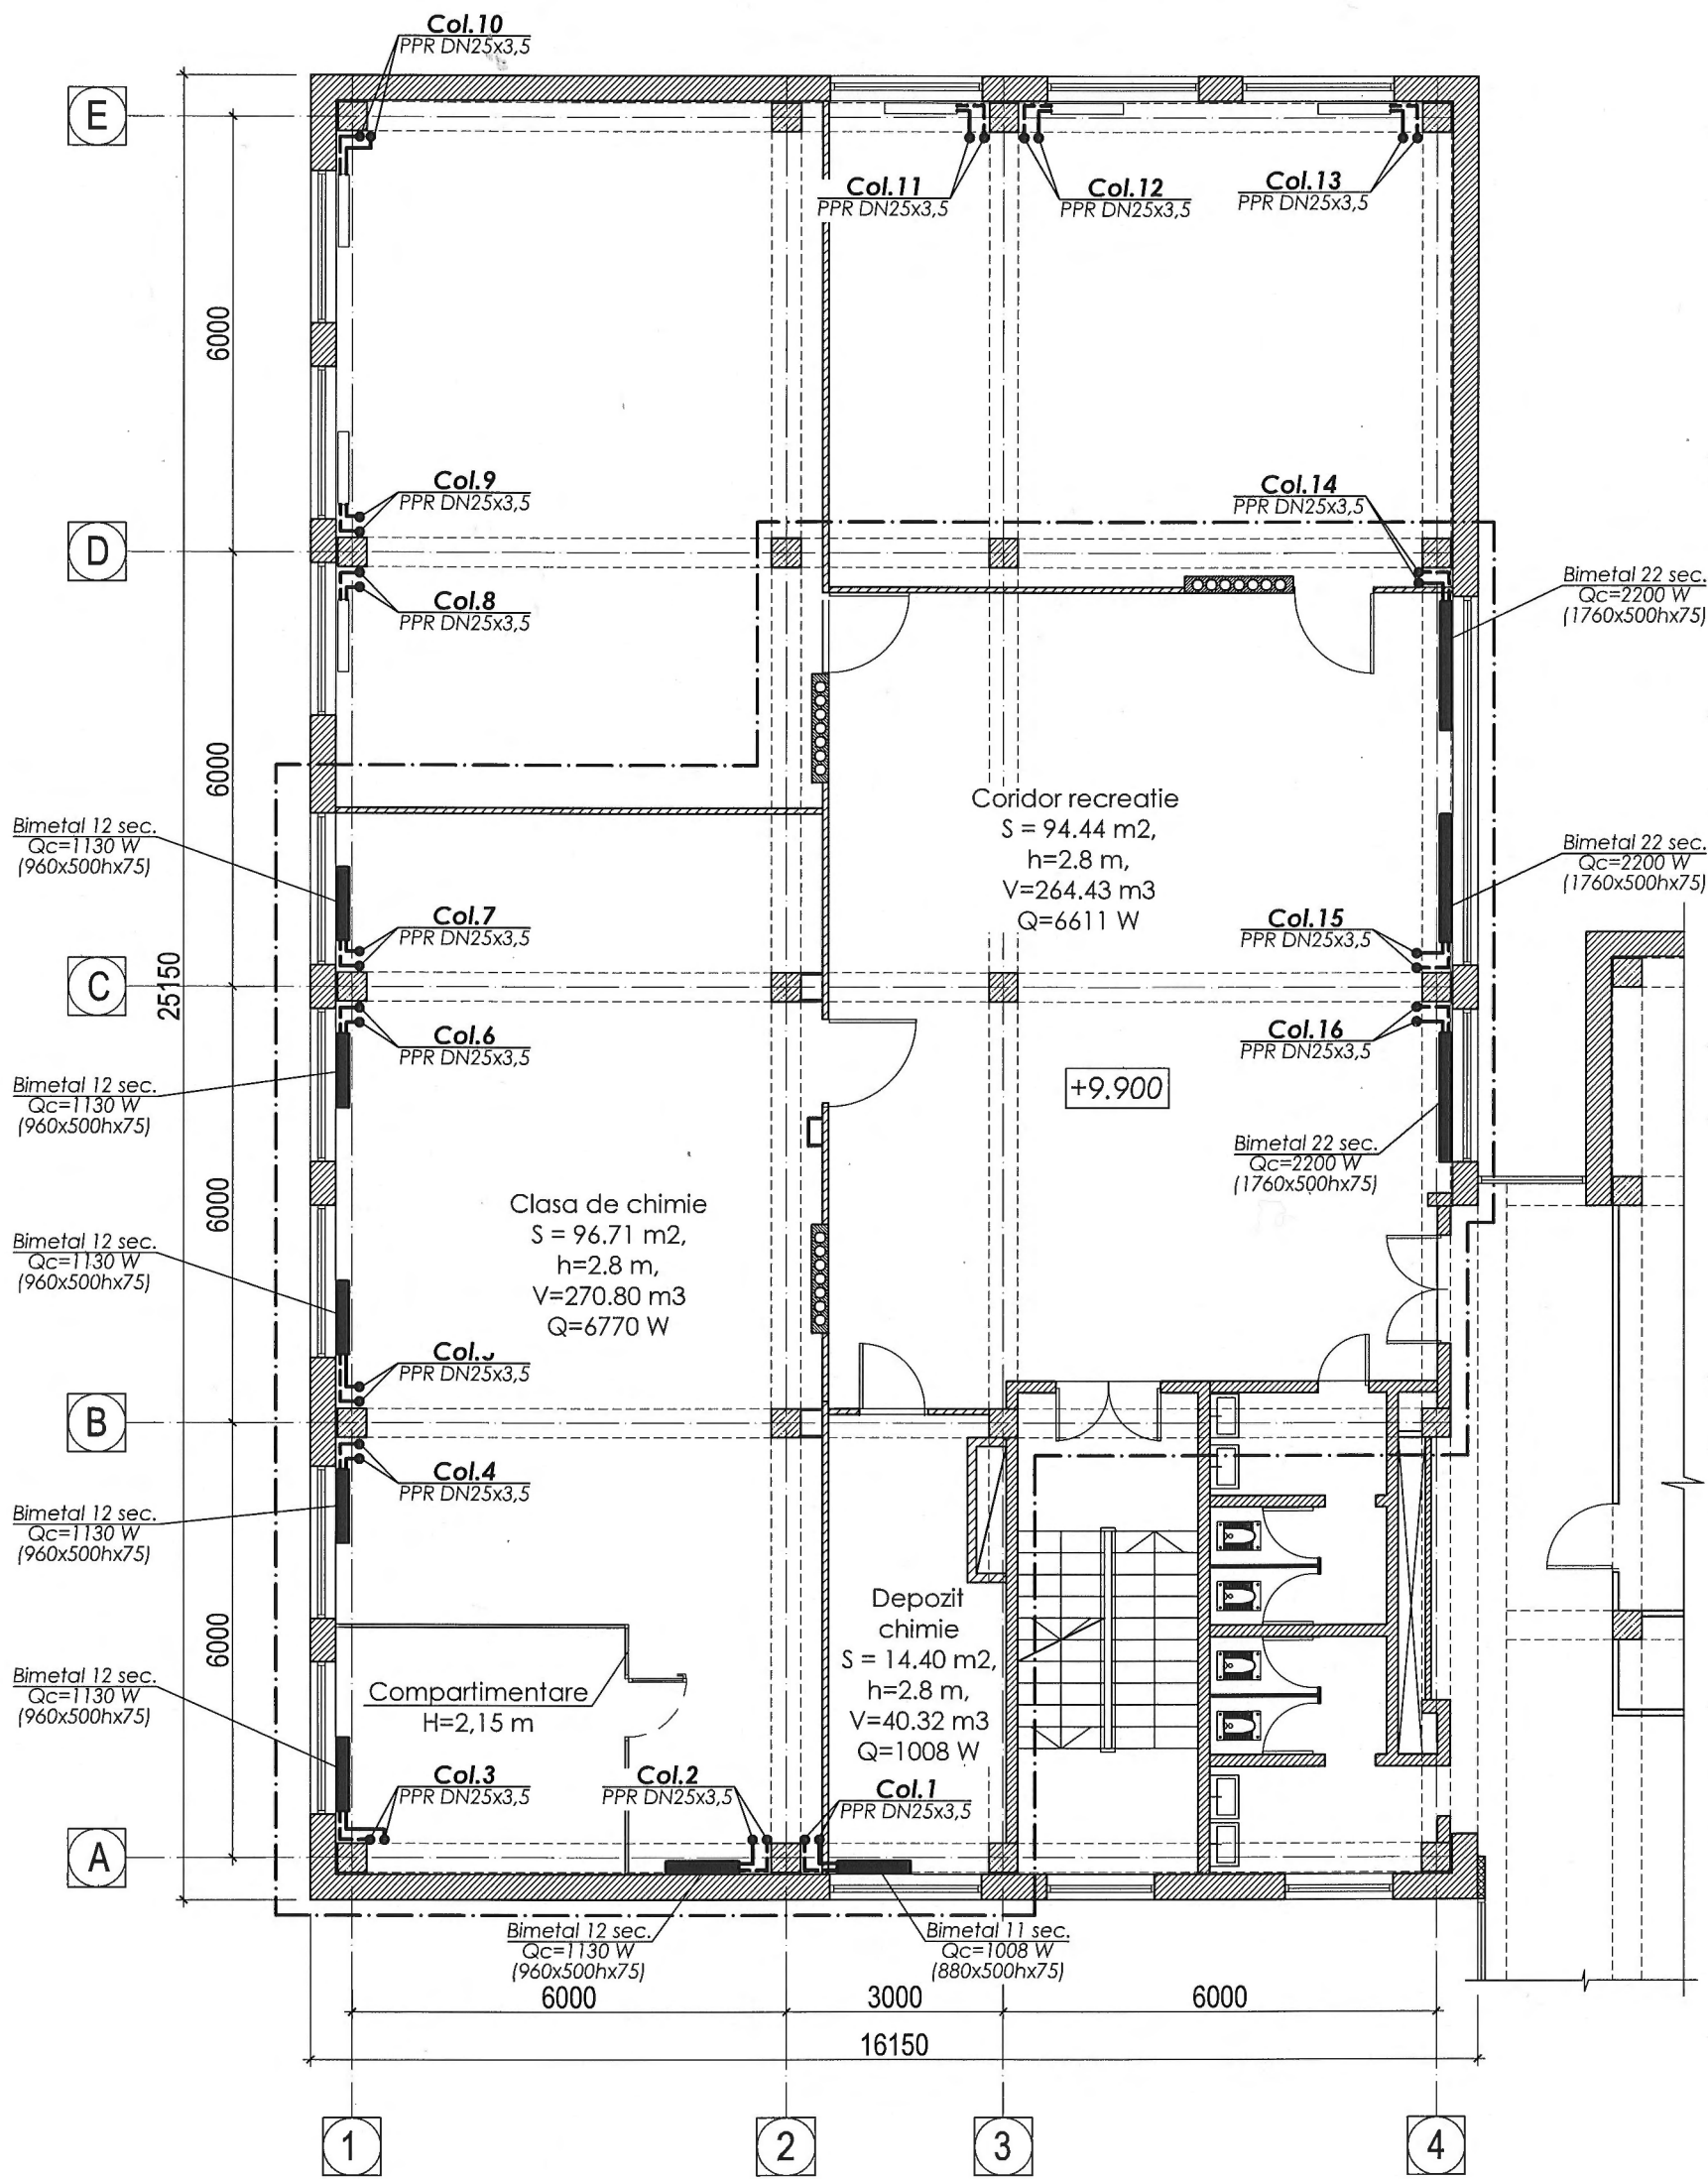 Col.10
PPR DN25x3,5
E
Col.11
PPR DN25x3,5
Col.12
PPR DN25x3,5
Col.13
PPR DN25x3,5
6000
Col.9
PPR DN25x3,5
Col.14
PPR DN25x3,5
D
Col.8
PPR DN25x3,5
Bimetal 22 sec.
Qc=2200 W
(1760x500hx75)
6000
Coridor recreatie
S = 94.44 m2,
h=2.8 m,
V=264.43 m3
Q=6611 W
Bimetal 12 sec.
Qc=1130 W
(960x500hx75)
Bimetal 22 sec.
Qc=2200 W
(1760x500hx75)
Col.7
PPR DN25x3,5
Col.15
PPR DN25x3,5
C
25150
Col.6
PPR DN25x3,5
Col.16
PPR DN25x3,5
+9.900
Bimetal 12 sec.
Qc=1130 W
(960x500hx75)
Bimetal 22 sec.
Qc=2200 W
(1760x500hx75)
6000
Clasa de chimie
S = 96.71 m2,
h=2.8 m,
V=270.80 m3
Q=6770 W
Bimetal 12 sec.
Qc=1130 W
(960x500hx75)
PPR DN25x3,5
B
Col.4
PPR DN25x3,5
Bimetal 12 sec.
Qc=1130 W
(960x500hx75)
6000
Depozit
chimie
S = 14.40 m2,
h=2.8 m,
V=40.32 m3
Q=1008 W
Bimetal 12 sec.
Qc=1130 W
(960x500hx75)
Compartimentare
H=2,15 m
Col.3
PPR DN25x3,5
Col.2
PPR DN25x3,5
Col.1
PPR DN25x3,5
A
Bimetal 12 sec.
Qc=1130 W
(960x500hx75)
Bimetal 11 sec.
Qc=1008 W
(880x500hx75)
6000
3000
6000
16150
1
2
3
4